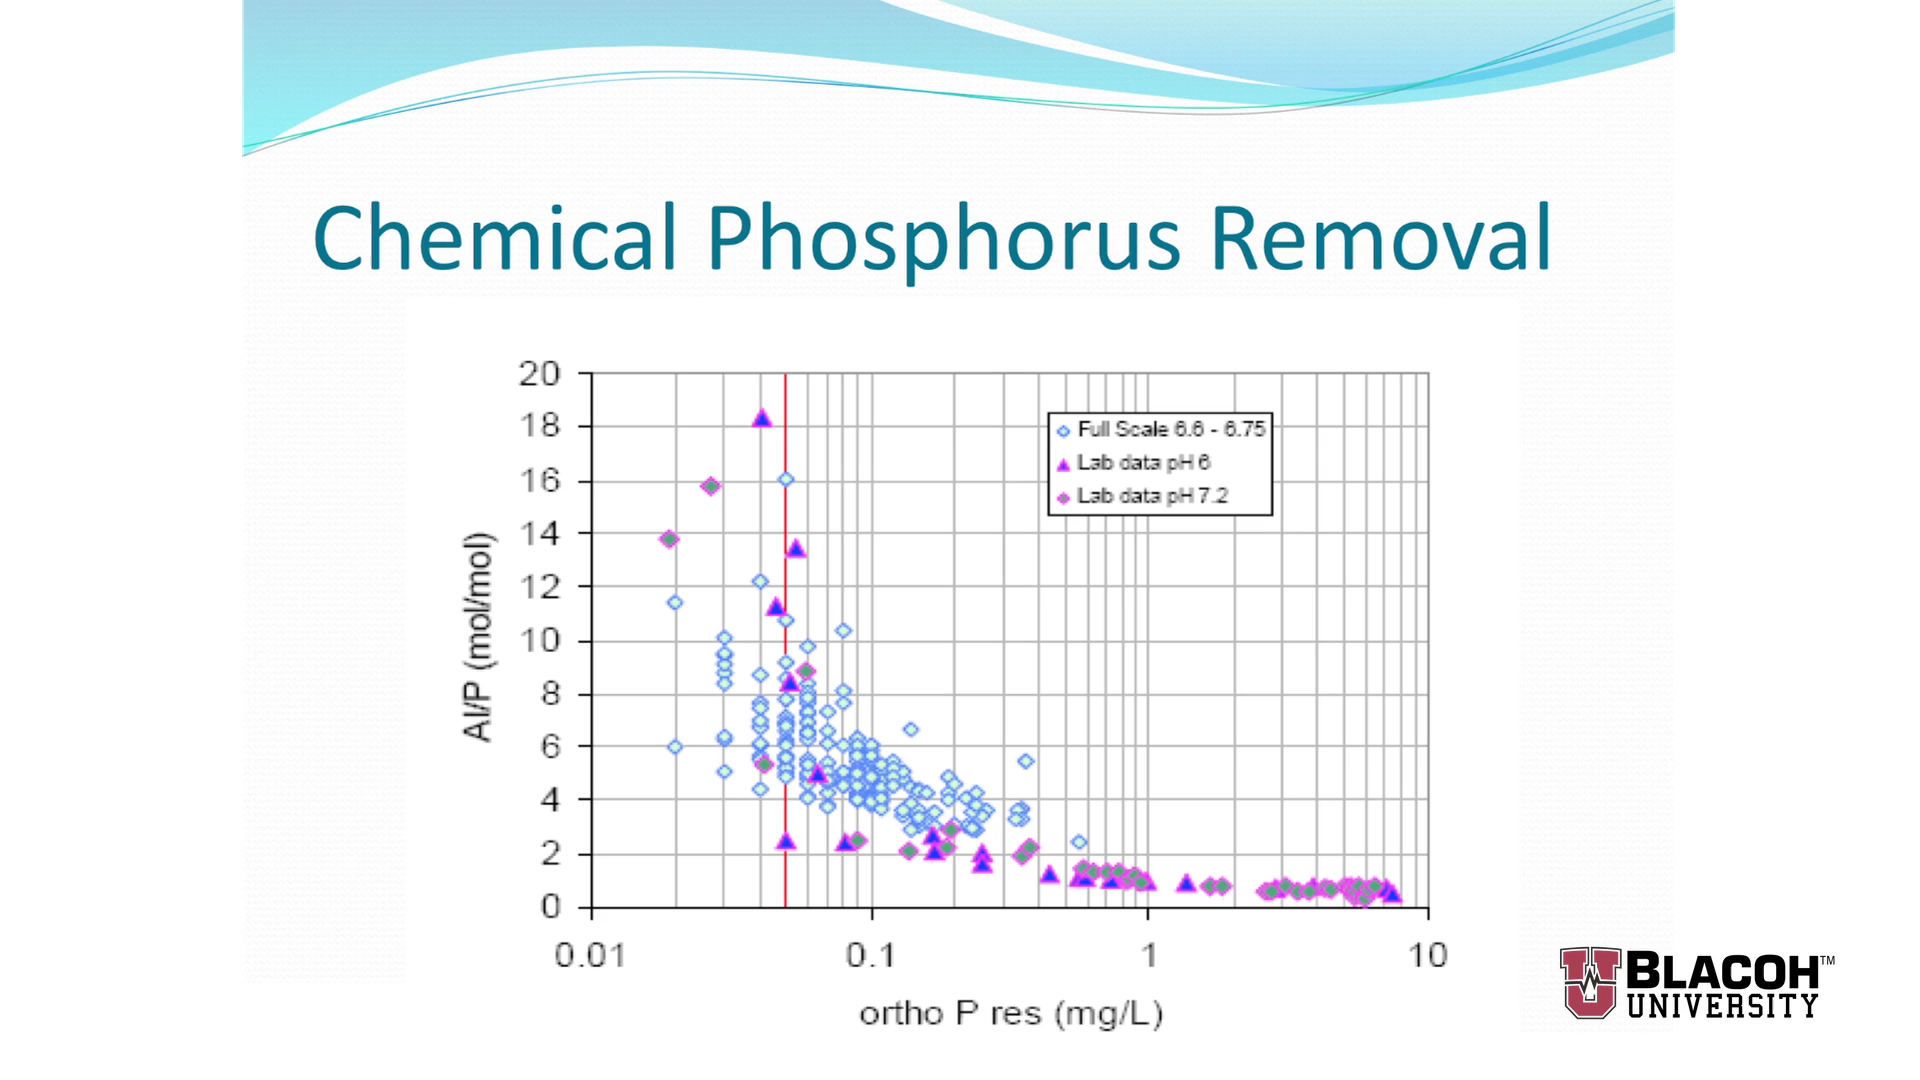 Chemical Phosphorus Removal
20
18
16
14
12
10
8
6
4
2
0
Al/P (mol/mol)
Full Scale 6.6 - 6.75
Lab data pH 6
Lab data pH 7.2
0.01 0.1 1 10
ortho P res (mg/L)
U BLACOH™
UNIVERSITY